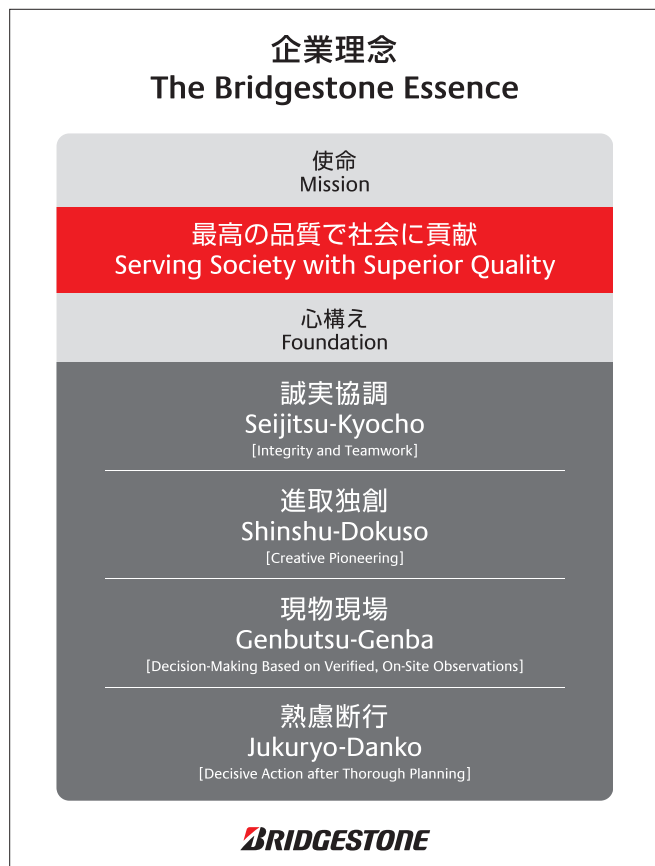 企業理念
The Bridgestone Essence
使命
Mission
最高の品質で社会に貢献
Serving Society with Superior Quality
心構え
Foundation
誠実協調
Seijitsu-Kyocho
[Integrity and Teamwork]
進取独創
Shinshu-Dokuso
[Creative Pioneering]
現物現場
Genbutsu-Genba
[Decision-Making Based on Verified, On-Site Observations]
熟慮断行
Jukuryo-Danko
[Decisive Action after Thorough Planning]
BRIDGESTONE